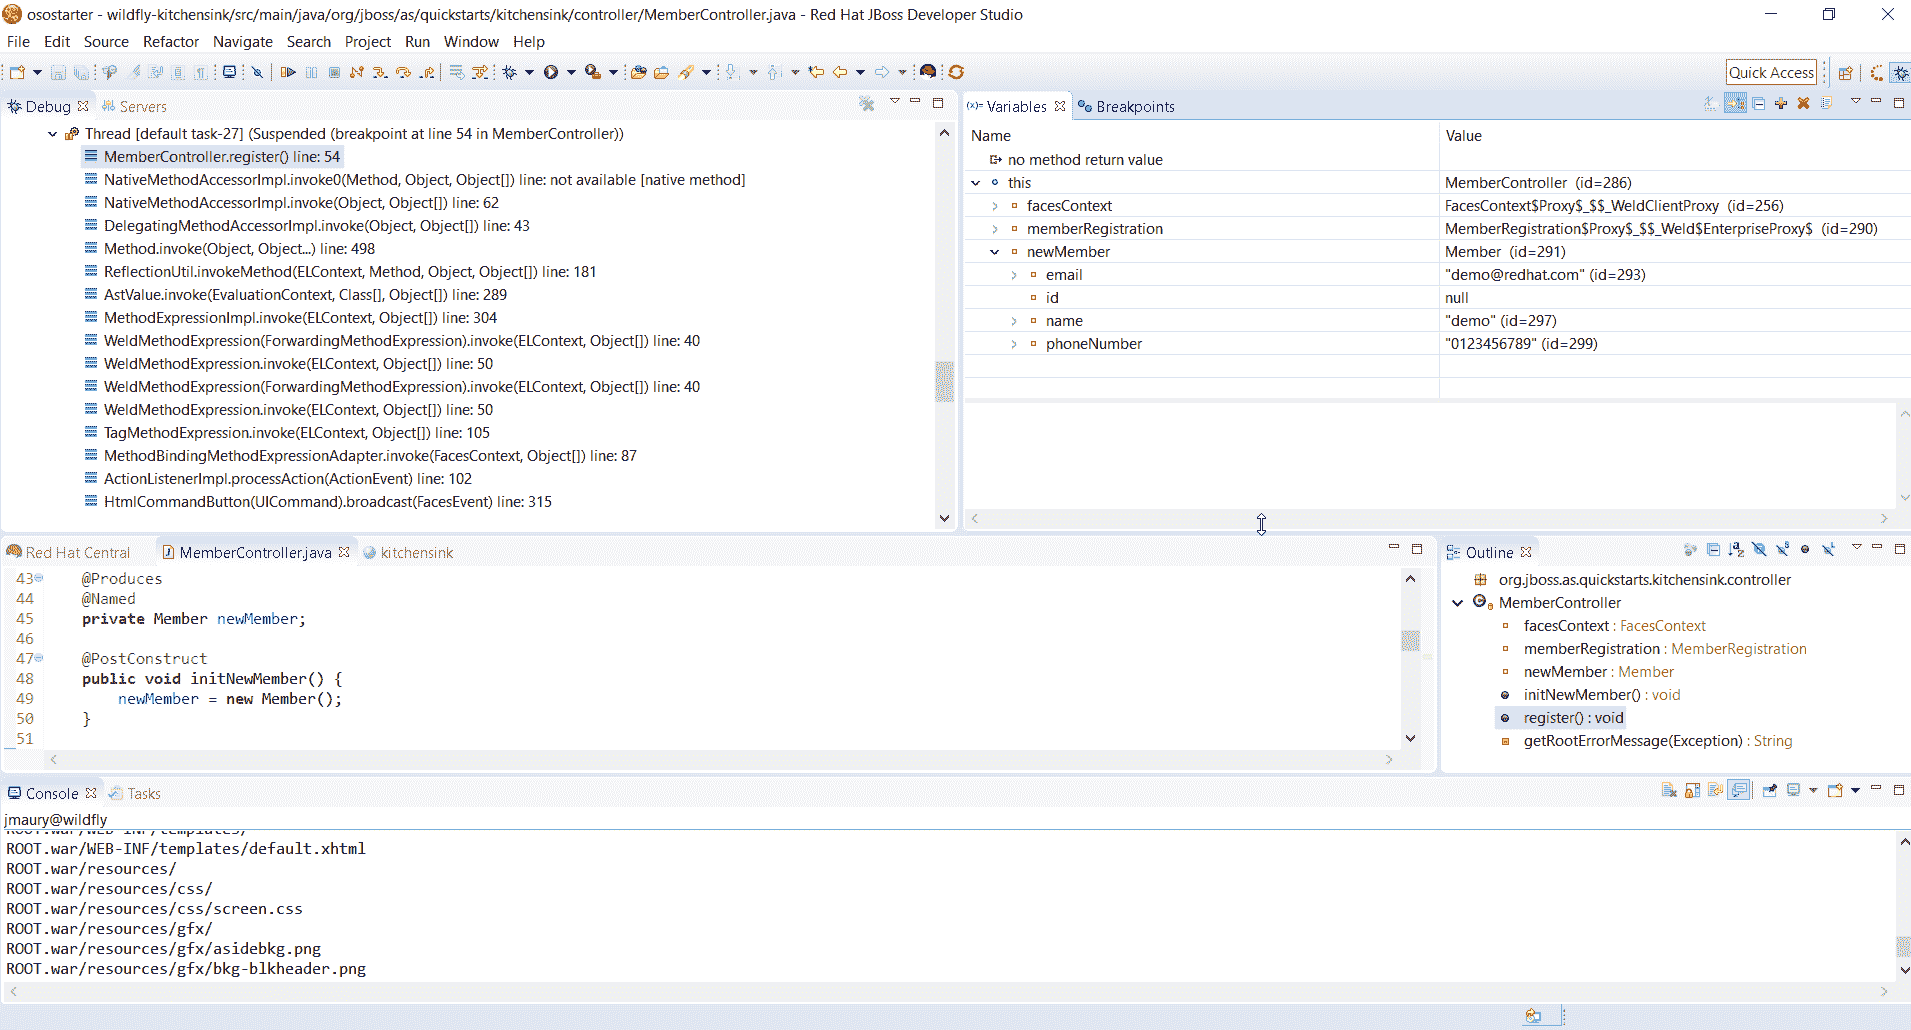 osostarter - wildfly-kitchensink/src/main/java/org/jboss/as/quickstarts/kitchensink/controller/MemberController.java - Red Hat JBoss Developer Studio
File Edit Source Refactor Navigate Search Project Run Window Help
Quick Access
Debug Servers
Thread [default task-27] (Suspended (breakpoint at line 54 in MemberController))
MemberController.register() line: 54
NativeMethodAccessorImpl.invoke0(Method, Object, Object[]) line: not available [native method]
NativeMethodAccessorImpl.invoke(Object, Object[]) line: 62
DelegatingMethodAccessorImpl.invoke(Object, Object[]) line: 43
Method.invoke(Object, Object...) line: 498
ReflectionUtil.invokeMethod(ELContext, Method, Object, Object[]) line: 181
AstValue.invoke(EvaluationContext, Class[], Object[]) line: 289
MethodExpressionImpl.invoke(ELContext, Object[]) line: 304
WeldMethodExpression(ForwardingMethodExpression).invoke(ELContext, Object[]) line: 40
WeldMethodExpression.invoke(ELContext, Object[]) line: 50
WeldMethodExpression(ForwardingMethodExpression).invoke(ELContext, Object[]) line: 40
WeldMethodExpression.invoke(ELContext, Object[]) line: 50
TagMethodExpression.invoke(ELContext, Object[]) line: 105
MethodBindingMethodExpressionAdapter.invoke(FacesContext, Object[]) line: 87
ActionListenerImpl.processAction(ActionEvent) line: 102
HtmlCommandButton(UICommand).broadcast(FacesEvent) line: 315
(x)= Variables Breakpoints
Name Value
no method return value
this MemberController (id=286)
facesContext FacesContext$Proxy$_$$_WeldClientProxy (id=256)
memberRegistration MemberRegistration$Proxy$_$$_Weld$EnterpriseProxy$ (id=290)
newMember Member (id=291)
email "demo@redhat.com" (id=293)
id null
name "demo" (id=297)
phoneNumber "0123456789" (id=299)
Red Hat Central MemberController.java kitchensink
43 @Produces
44 @Named
45 private Member newMember;
46
47 @PostConstruct
48 public void initNewMember() {
49 newMember = new Member();
50 }
51
Outline
org.jboss.as.quickstarts.kitchensink.controller
MemberController
facesContext : FacesContext
memberRegistration : MemberRegistration
newMember : Member
initNewMember() : void
register() : void
getRootErrorMessage(Exception) : String
Console Tasks
jmaury@wildfly
ROOT.war/WEB-INF/templates/
ROOT.war/WEB-INF/templates/default.xhtml
ROOT.war/resources/
ROOT.war/resources/css/
ROOT.war/resources/css/screen.css
ROOT.war/resources/gfx/
ROOT.war/resources/gfx/asidebkg.png
ROOT.war/resources/gfx/bkg-blkheader.png